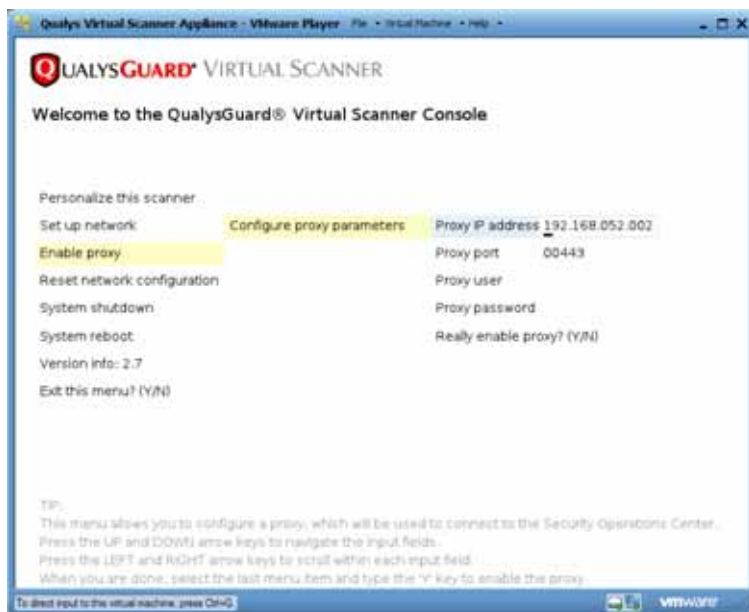 Qualys Virtual Scanner Appliance - VMware Player File • Virtual Machine • Help •
QUALYSGUARD® VIRTUAL SCANNER
Welcome to the QualysGuard® Virtual Scanner Console
Personalize this scanner
Set up network Configure proxy parameters Proxy IP address 192.168.052.002
Enable proxy Proxy port 00443
Reset network configuration Proxy user
System shutdown Proxy password
System reboot Really enable proxy? (Y/N)
Version info: 2.7
Exit this menu? (Y/N)
TIP:
This menu allows you to configure a proxy, which will be used to connect to the Security Operations Center.
Press the UP and DOWN arrow keys to navigate the input fields.
Press the LEFT and RIGHT arrow keys to scroll within each input field.
When you are done, select the last menu item and type the 'Y' key to enable the proxy.
To direct input to this virtual machine, press Ctrl+G.
vmware